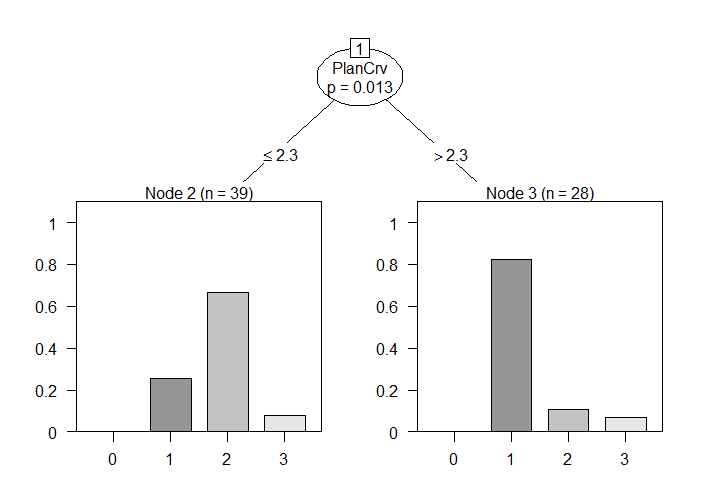 1
PlanCrv
p = 0.013
≤ 2.3
> 2.3
Node 2 (n = 39)
Node 3 (n = 28)
1
0.8
0.6
0.4
0.2
0
0 1 2 3
1
0.8
0.6
0.4
0.2
0
0 1 2 3